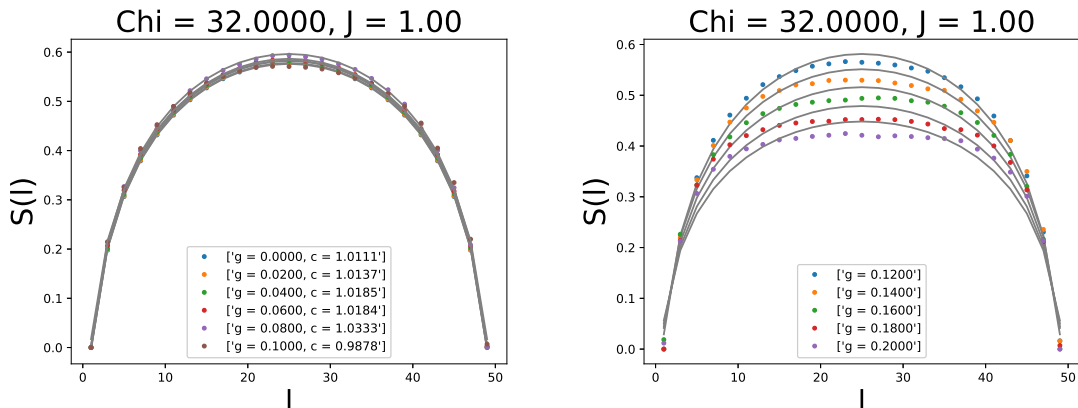 Chi = 32.0000, J = 1.00
S(l)
0.6
0.5
0.4
0.3
0.2
0.1
0.0
['g = 0.0000, c = 1.0111']
['g = 0.0200, c = 1.0137']
['g = 0.0400, c = 1.0185']
['g = 0.0600, c = 1.0184']
['g = 0.0800, c = 1.0333']
['g = 0.1000, c = 0.9878']
0 10 20 30 40 50
l
Chi = 32.0000, J = 1.00
S(l)
0.6
0.5
0.4
0.3
0.2
0.1
0.0
['g = 0.1200']
['g = 0.1400']
['g = 0.1600']
['g = 0.1800']
['g = 0.2000']
0 10 20 30 40 50
l